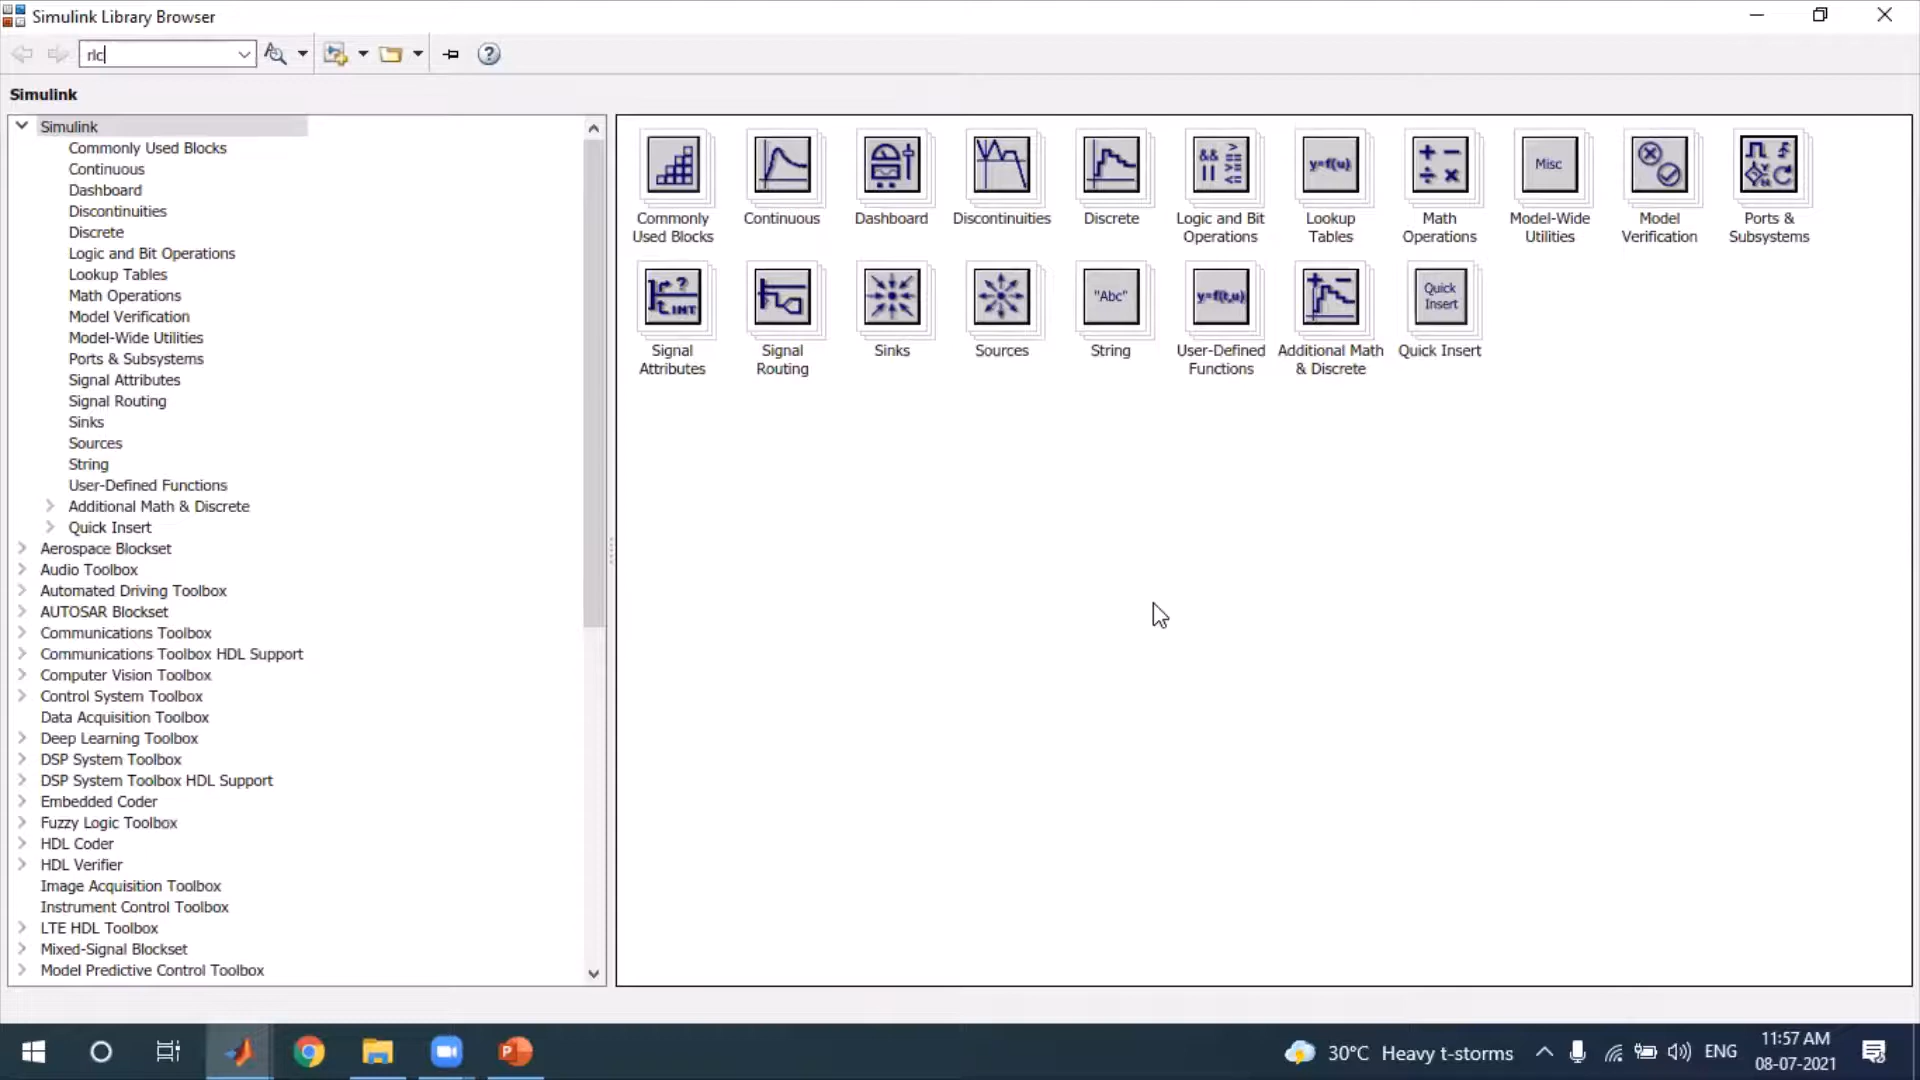 Simulink Library Browser
rlc
Simulink
Simulink
Commonly Used Blocks
Continuous
Dashboard
Discontinuities
Discrete
Logic and Bit Operations
Lookup Tables
Math Operations
Model Verification
Model-Wide Utilities
Ports & Subsystems
Signal Attributes
Signal Routing
Sinks
Sources
String
User-Defined Functions
Additional Math & Discrete
Quick Insert
Aerospace Blockset
Audio Toolbox
Automated Driving Toolbox
AUTOSAR Blockset
Communications Toolbox
Communications Toolbox HDL Support
Computer Vision Toolbox
Control System Toolbox
Data Acquisition Toolbox
Deep Learning Toolbox
DSP System Toolbox
DSP System Toolbox HDL Support
Embedded Coder
Fuzzy Logic Toolbox
HDL Coder
HDL Verifier
Image Acquisition Toolbox
Instrument Control Toolbox
LTE HDL Toolbox
Mixed-Signal Blockset
Model Predictive Control Toolbox
&& >
|| ==
<=
y=f(u)
+ −
÷ ×
Misc
Commonly Used Blocks
Continuous
Dashboard
Discontinuities
Discrete
Logic and Bit Operations
Lookup Tables
Math Operations
Model-Wide Utilities
Model Verification
Ports & Subsystems
?
INT
"Abc"
y=f(t,u)
Quick Insert
Signal Attributes
Signal Routing
Sinks
Sources
String
User-Defined Functions
Additional Math & Discrete
Quick Insert
30°C Heavy t-storms
ENG
11:57 AM
08-07-2021